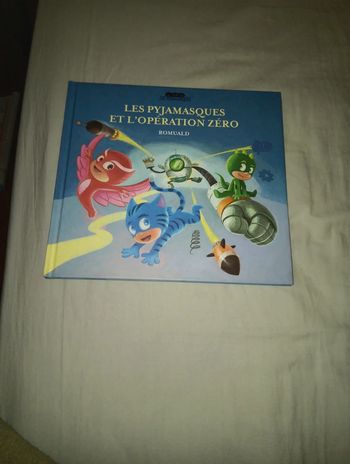 LES PYJAMASQUES
ET L'OPÉRATION ZÉRO
ROMUALD